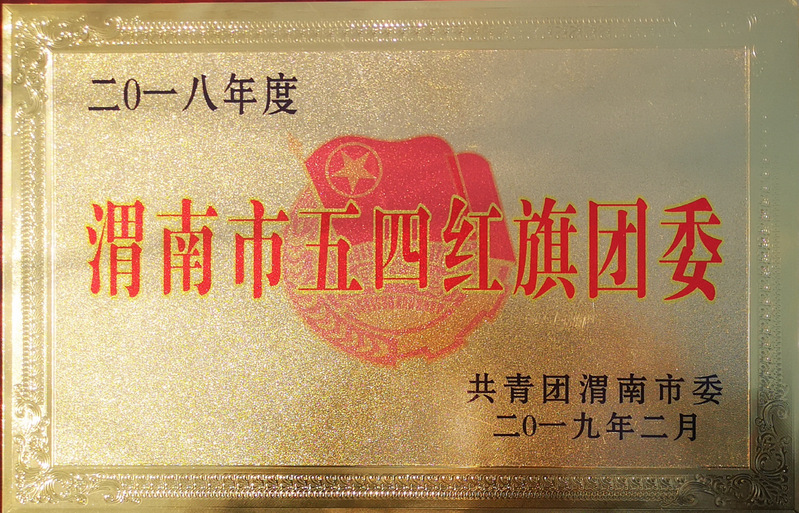 二0一八年度
渭南市五四红旗团委
共青团渭南市委
二0一九年二月